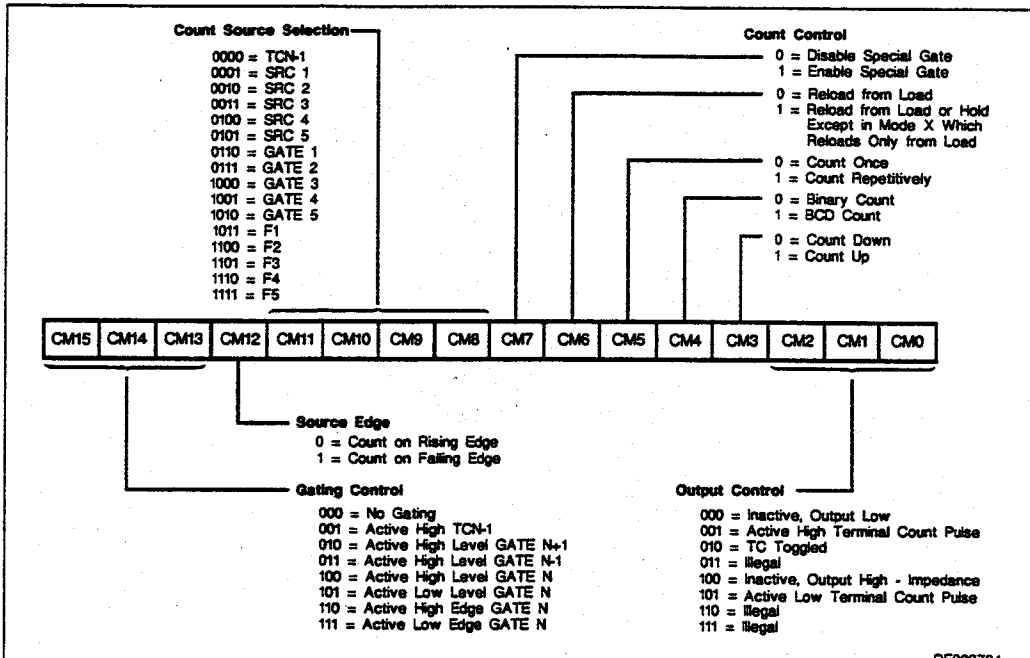 Count Source Selection
0000 = TCN-1
0001 = SRC 1
0010 = SRC 2
0011 = SRC 3
0100 = SRC 4
0101 = SRC 5
0110 = GATE 1
0111 = GATE 2
1000 = GATE 3
1001 = GATE 4
1010 = GATE 5
1011 = F1
1100 = F2
1101 = F3
1110 = F4
1111 = F5
Count Control
0 = Disable Special Gate
1 = Enable Special Gate
0 = Reload from Load
1 = Reload from Load or Hold
Except in Mode X Which
Reloads Only from Load
0 = Count Once
1 = Count Repetitively
0 = Binary Count
1 = BCD Count
0 = Count Down
1 = Count Up
CM15 CM14 CM13 CM12 CM11 CM10 CM9 CM8 CM7 CM6 CM5 CM4 CM3 CM2 CM1 CM0
Source Edge
0 = Count on Rising Edge
1 = Count on Falling Edge
Gating Control
000 = No Gating
001 = Active High TCN-1
010 = Active High Level GATE N+1
011 = Active High Level GATE N-1
100 = Active High Level GATE N
101 = Active Low Level GATE N
110 = Active High Edge GATE N
111 = Active Low Edge GATE N
Output Control
000 = Inactive, Output Low
001 = Active High Terminal Count Pulse
010 = TC Toggled
011 = Illegal
100 = Inactive, Output High - Impedance
101 = Active Low Terminal Count Pulse
110 = Illegal
111 = Illegal